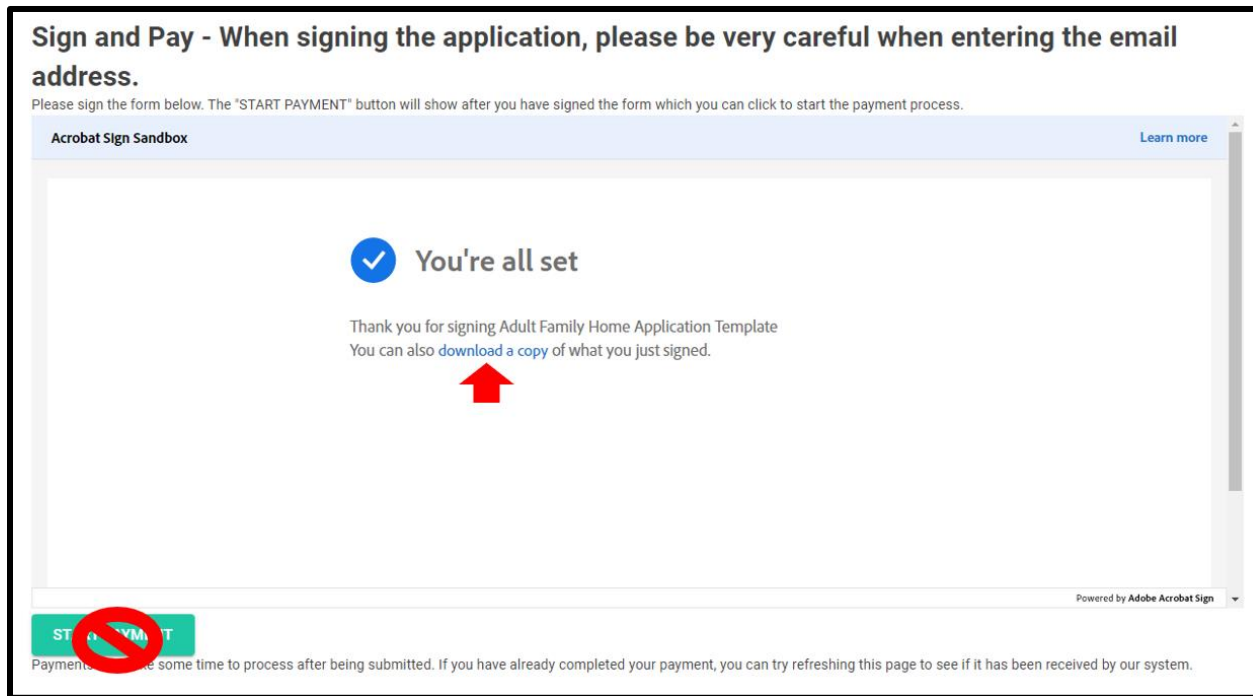 Sign and Pay - When signing the application, please be very careful when entering the email
address.
Please sign the form below. The "START PAYMENT" button will show after you have signed the form which you can click to start the payment process.
Acrobat Sign Sandbox
Learn more
You're all set
Thank you for signing Adult Family Home Application Template
You can also download a copy of what you just signed.
Powered by Adobe Acrobat Sign
START PAYMENT
Payments some time to process after being submitted. If you have already completed your payment, you can try refreshing this page to see if it has been received by our system.